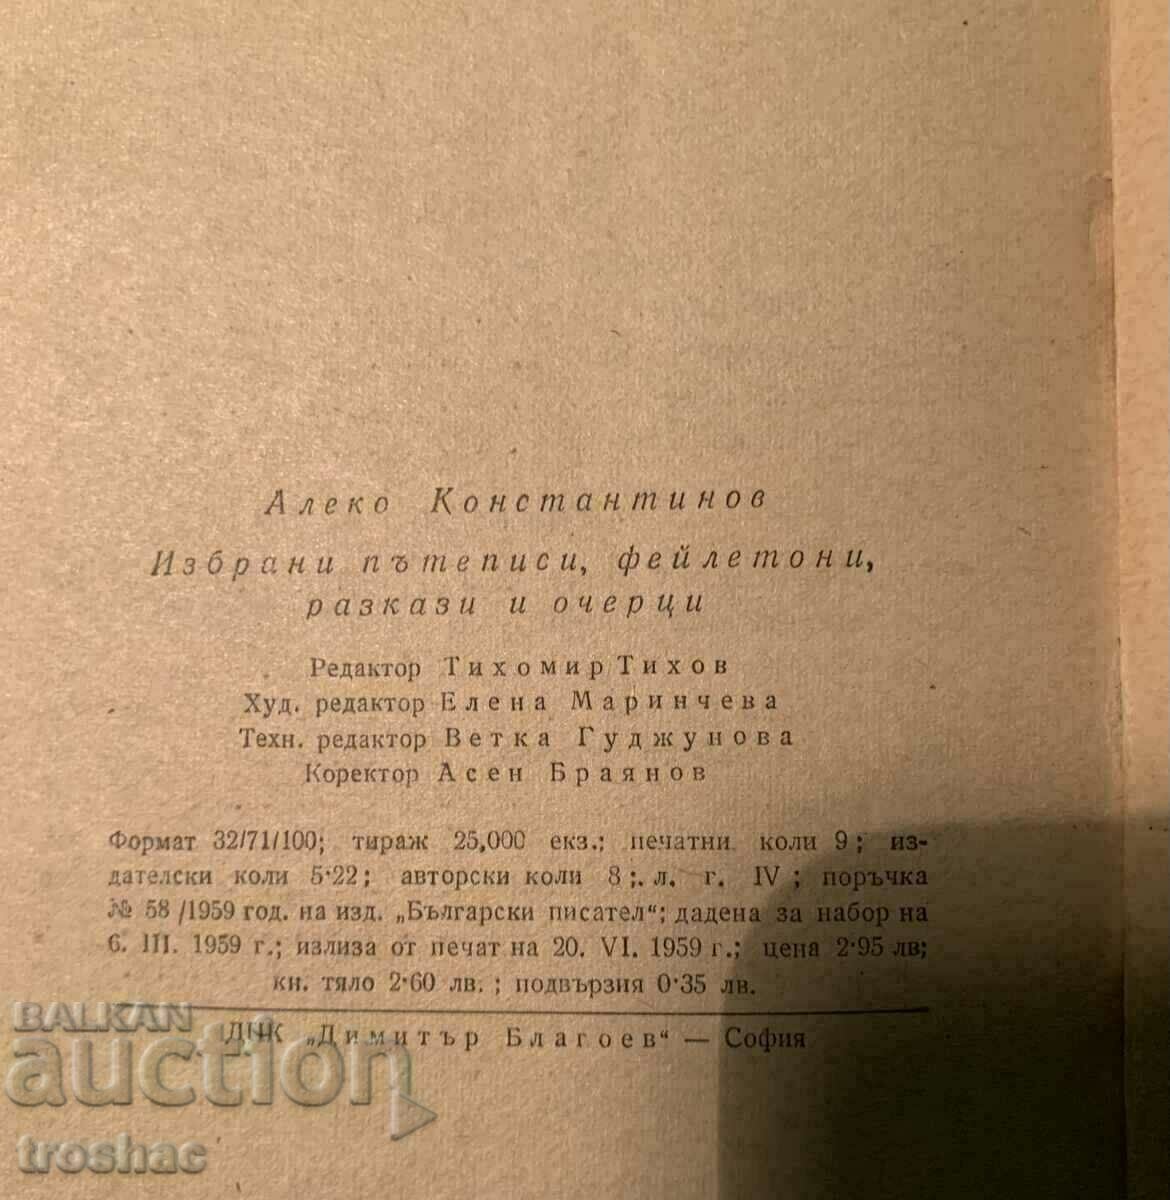 Алеко Константинов
Избрани пътеписи, фейлетони,
разкази и очерци
Редактор Тихомир Тихов
Худ. редактор Елена Маринчева
Техн. редактор Ветка Гуджунова
Коректор Асен Браянов
Формат 32/71/100; тираж 25,000 екз.; печатни коли 9; из-
дателски коли 5·22; авторски коли 8;. л. г. IV; поръчка
№ 58/1959 год. на изд. „Български писател“; дадена за набор на
6. III. 1959 г.; излиза от печат на 20. VI. 1959 г.; цена 2·95 лв;
кн. тяло 2·60 лв.; подвързия 0·35 лв.
ДПК „Димитър Благоев“ — София
BALKAN
auction
troshac